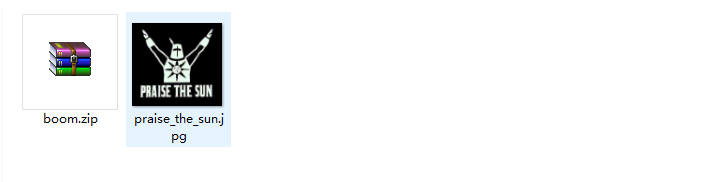 PRAISE THE SUN
boom.zip
praise_the_sun.j
pg